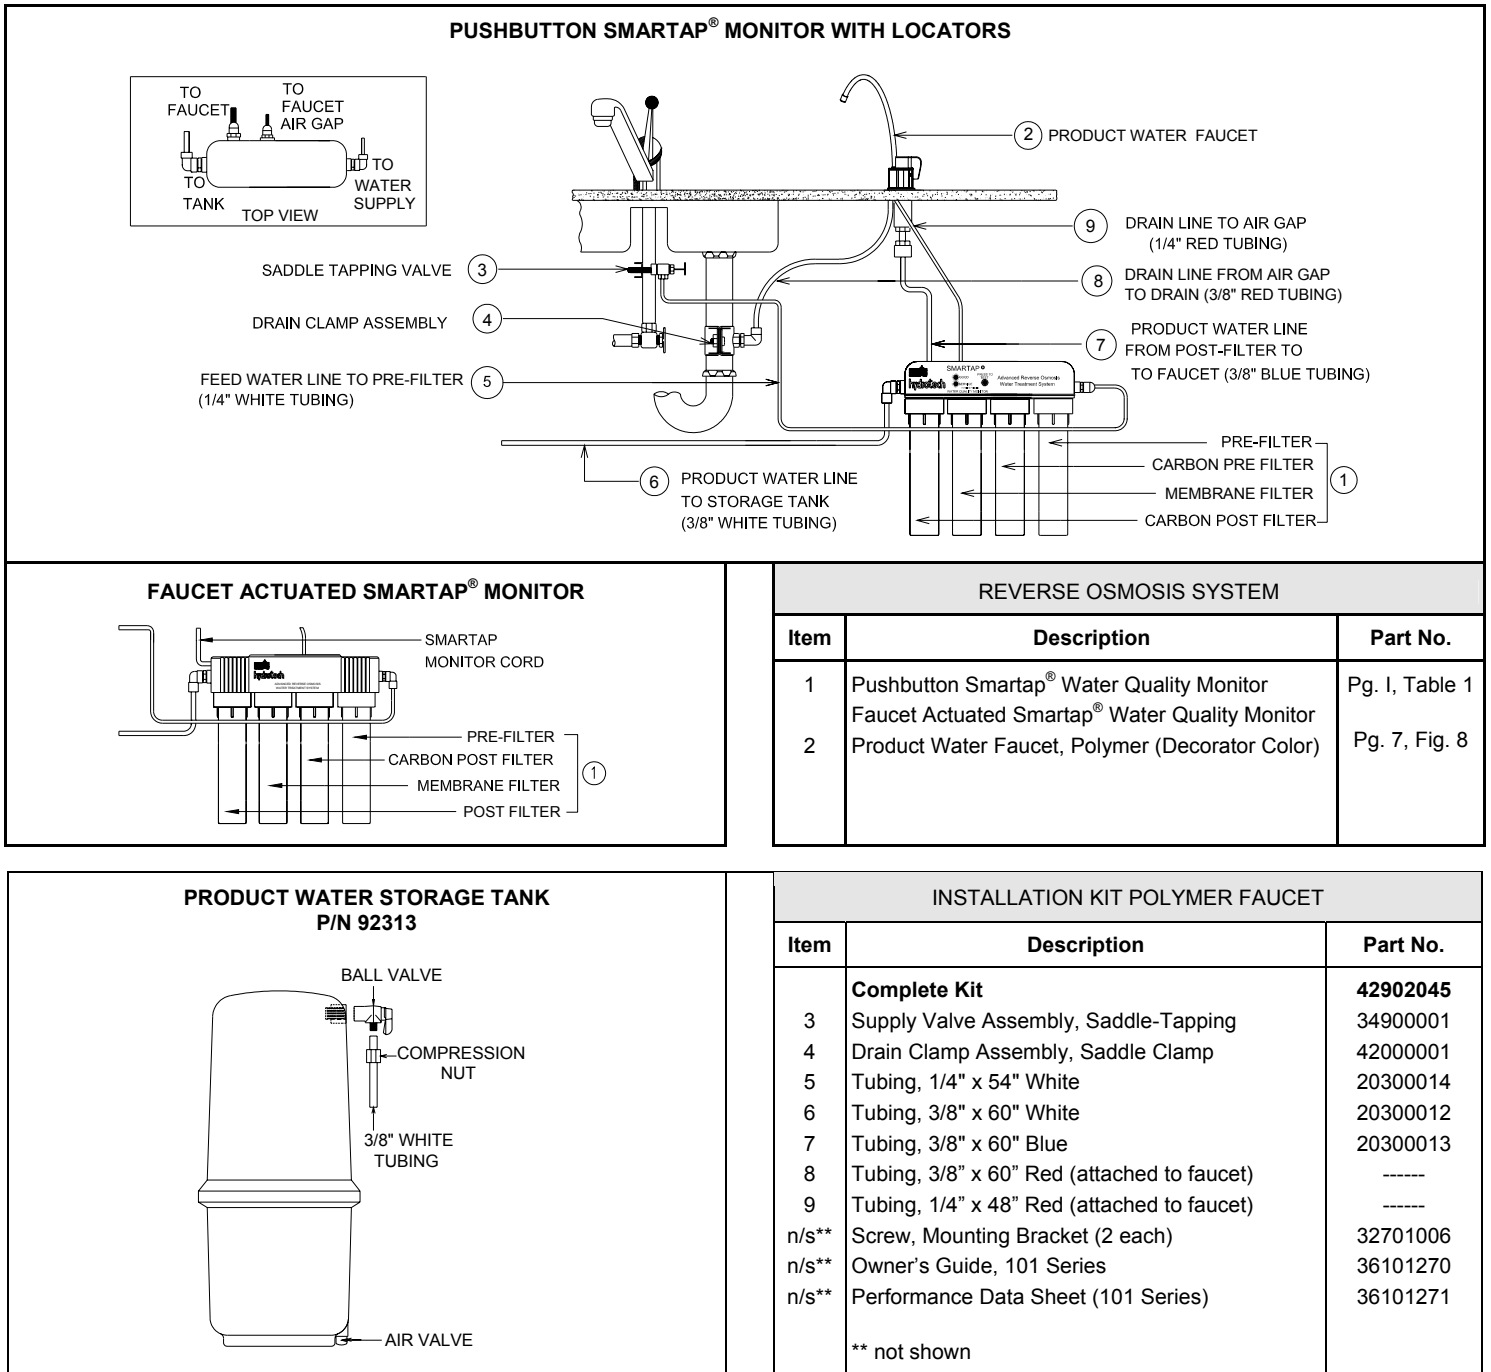 PUSHBUTTON SMARTAP® MONITOR WITH LOCATORS
TO
FAUCET
TO
FAUCET
AIR GAP
TO
TANK
TO
WATER
SUPPLY
TOP VIEW
2 PRODUCT WATER FAUCET
9 DRAIN LINE TO AIR GAP
(1/4" RED TUBING)
SADDLE TAPPING VALVE 3
8 DRAIN LINE FROM AIR GAP
TO DRAIN (3/8" RED TUBING)
DRAIN CLAMP ASSEMBLY 4
7 PRODUCT WATER LINE
FROM POST-FILTER TO
TO FAUCET (3/8" BLUE TUBING)
FEED WATER LINE TO PRE-FILTER 5
(1/4" WHITE TUBING)
SMARTAP®
hydrotech
Advanced Reverse Osmosis
Water Treatment System
6 PRODUCT WATER LINE
TO STORAGE TANK
(3/8" WHITE TUBING)
PRE-FILTER
CARBON PRE FILTER
MEMBRANE FILTER
CARBON POST FILTER
1
FAUCET ACTUATED SMARTAP® MONITOR
SMARTAP
MONITOR CORD
hydrotech
ADVANCED REVERSE OSMOSIS
WATER TREATMENT SYSTEM
PRE-FILTER
CARBON POST FILTER
MEMBRANE FILTER
POST FILTER
1
REVERSE OSMOSIS SYSTEM
Item Description Part No.
1 Pushbutton Smartap® Water Quality Monitor Pg. I, Table 1
Faucet Actuated Smartap® Water Quality Monitor
2 Product Water Faucet, Polymer (Decorator Color) Pg. 7, Fig. 8
PRODUCT WATER STORAGE TANK
P/N 92313
BALL VALVE
COMPRESSION
NUT
3/8" WHITE
TUBING
AIR VALVE
INSTALLATION KIT POLYMER FAUCET
Item Description Part No.
Complete Kit 42902045
3 Supply Valve Assembly, Saddle-Tapping 34900001
4 Drain Clamp Assembly, Saddle Clamp 42000001
5 Tubing, 1/4" x 54" White 20300014
6 Tubing, 3/8" x 60" White 20300012
7 Tubing, 3/8" x 60" Blue 20300013
8 Tubing, 3/8” x 60” Red (attached to faucet) ------
9 Tubing, 1/4” x 48” Red (attached to faucet) ------
n/s** Screw, Mounting Bracket (2 each) 32701006
n/s** Owner’s Guide, 101 Series 36101270
n/s** Performance Data Sheet (101 Series) 36101271
** not shown